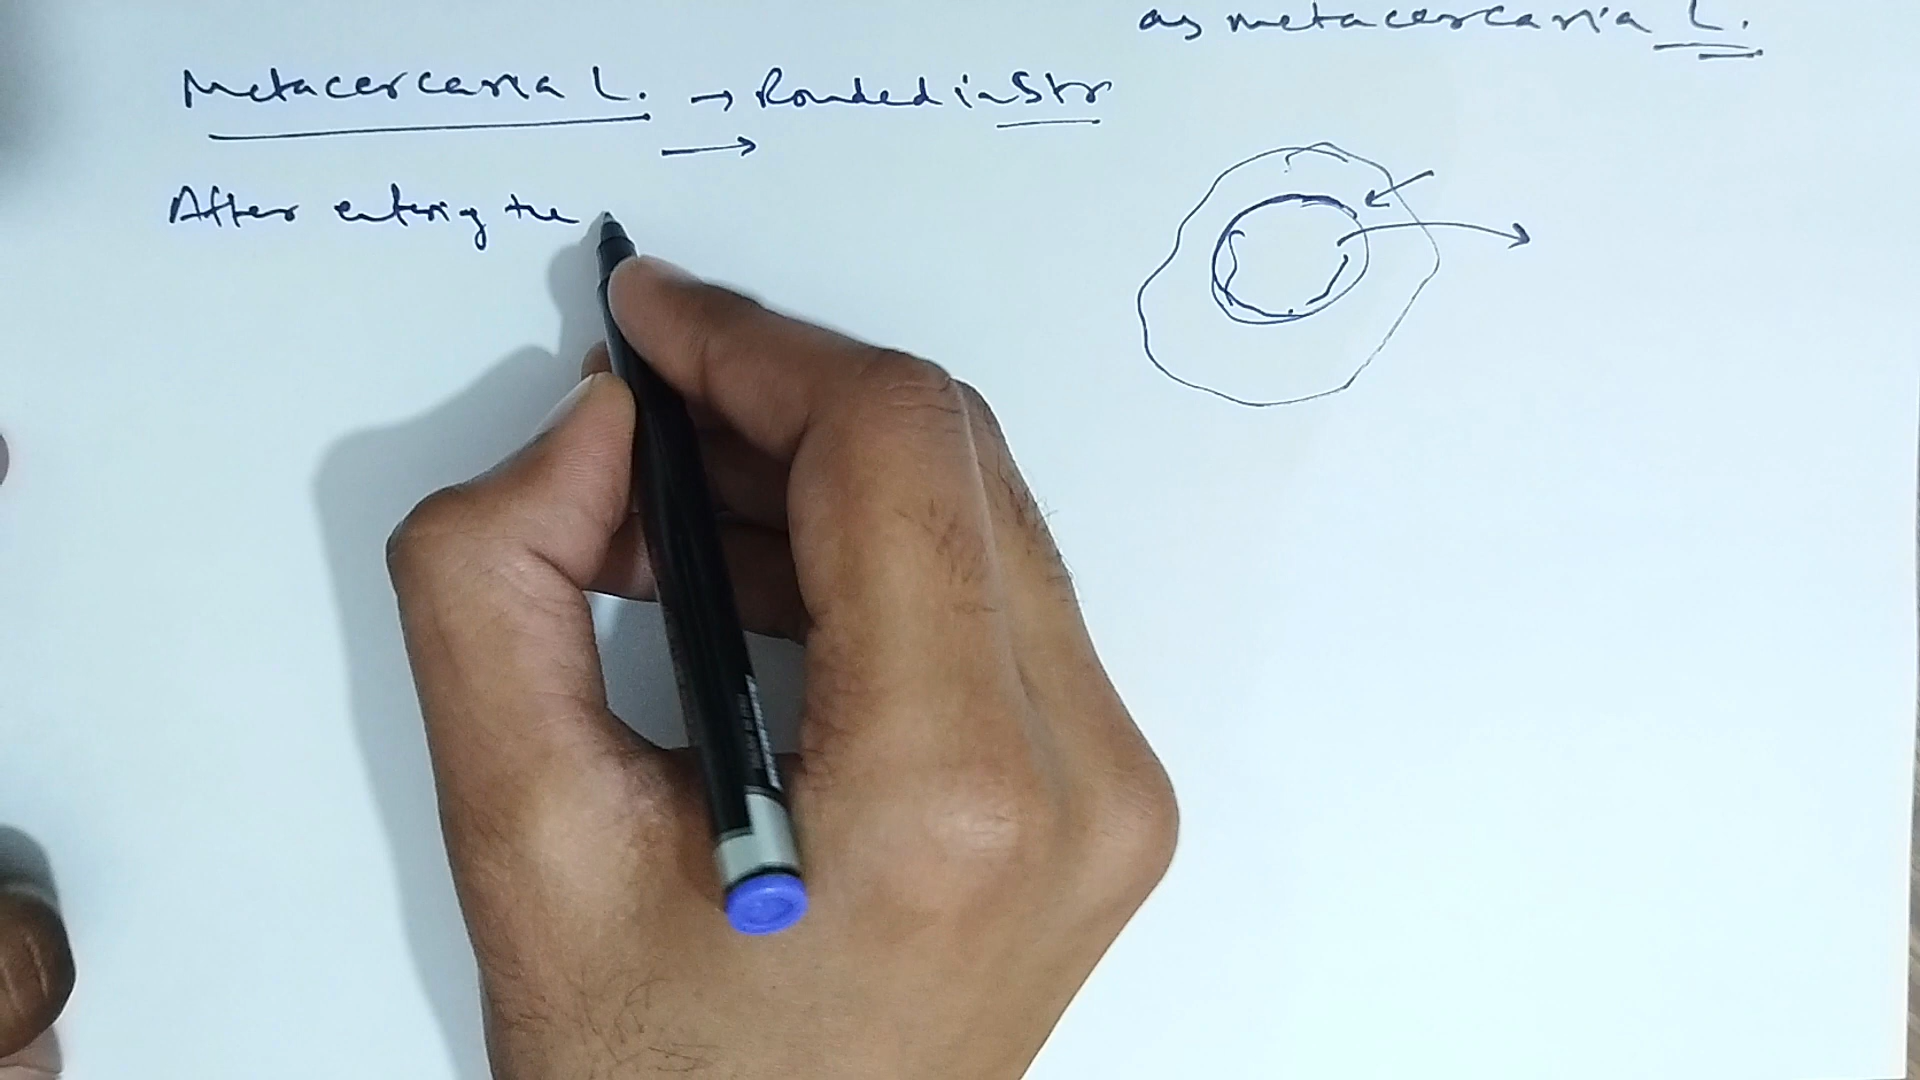 as metacercaria L.
Metacercaria L. → Rounded in Str
After entering the